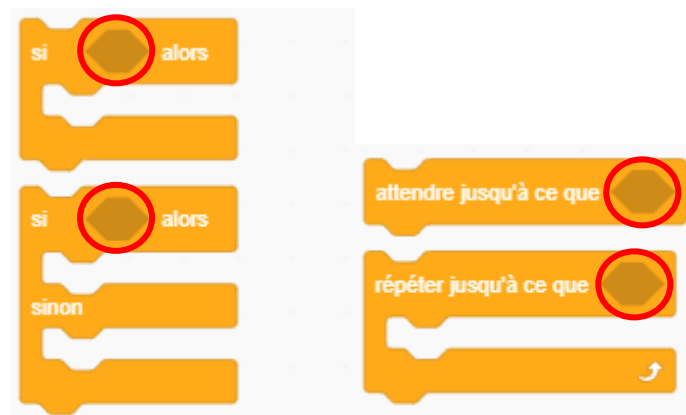 si alors
si alors
sinon
attendre jusqu'à ce que
répéter jusqu'à ce que